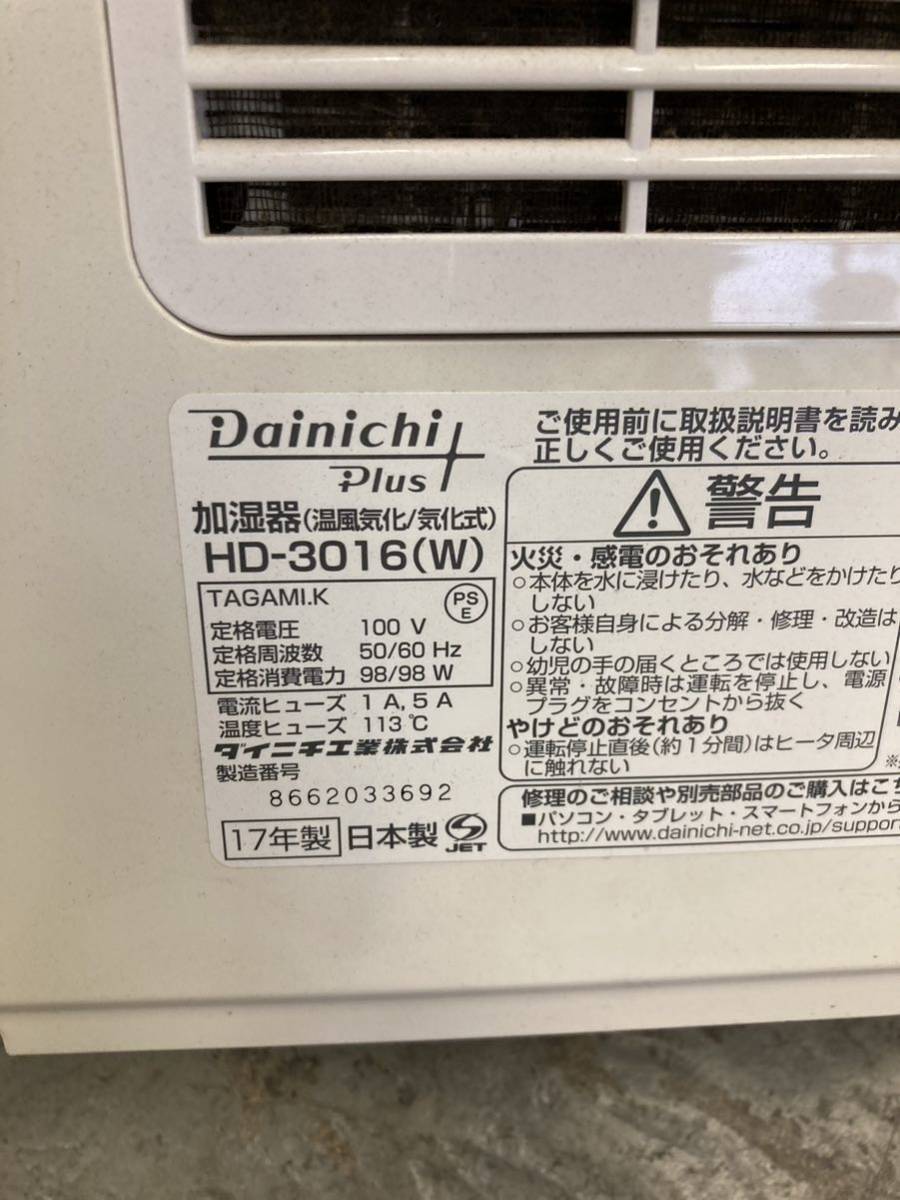 Dainichi
Plus
加湿器(温風気化/気化式)
HD-3016(W)
TAGAMI.K
PS
E
定格電圧 100 V
定格周波数 50/60 Hz
定格消費電力 98/98 W
電流ヒューズ 1 A, 5 A
温度ヒューズ 113℃
ダイニチ工業株式会社
製造番号
8662033692
17年製 日本製
JET
ご使用前に取扱説明書を読み
正しくご使用ください。
警告
火災・感電のおそれあり
○本体を水に浸けたり、水などをかけたり
しない
○お客様自身による分解・修理・改造は
しない
○幼児の手の届くところでは使用しない
○異常・故障時は運転を停止し、電源
プラグをコンセントから抜く
やけどのおそれあり
○運転停止直後(約1分間)はヒータ周辺
に触れない
修理のご相談や別売部品のご購入はこち
■パソコン・タブレット・スマートフォンから
http://www.dainichi-net.co.jp/support